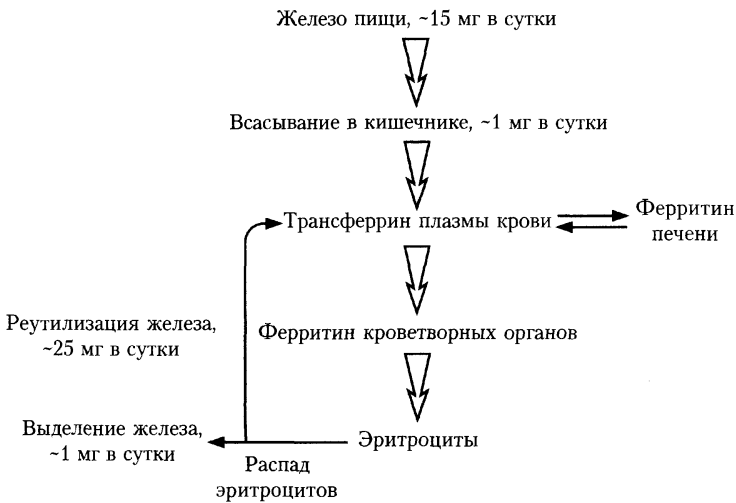 Железо пищи, ~15 мг в сутки
Всасывание в кишечнике, ~1 мг в сутки
Трансферрин плазмы крови
Ферритин
печени
Реутилизация железа,
~25 мг в сутки
Ферритин кроветворных органов
Выделение железа,
~1 мг в сутки
Эритроциты
Распад
эритроцитов